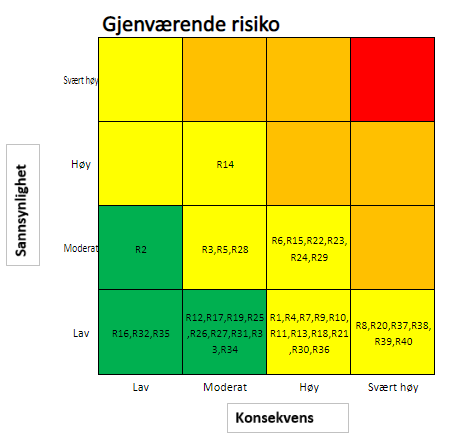 Gjenværende risiko
Svært høy
Høy
R14
Sannsynlighet
Moderat
R2
R3,R5,R28
R6,R15,R22,R23,
R24,R29
Lav
R16,R32,R35
R12,R17,R19,R25
,R26,R27,R31,R3
3,R34
R1,R4,R7,R9,R10,
R11,R13,R18,R21
,R30,R36
R8,R20,R37,R38,
R39,R40
Lav
Moderat
Høy
Svært høy
Konsekvens